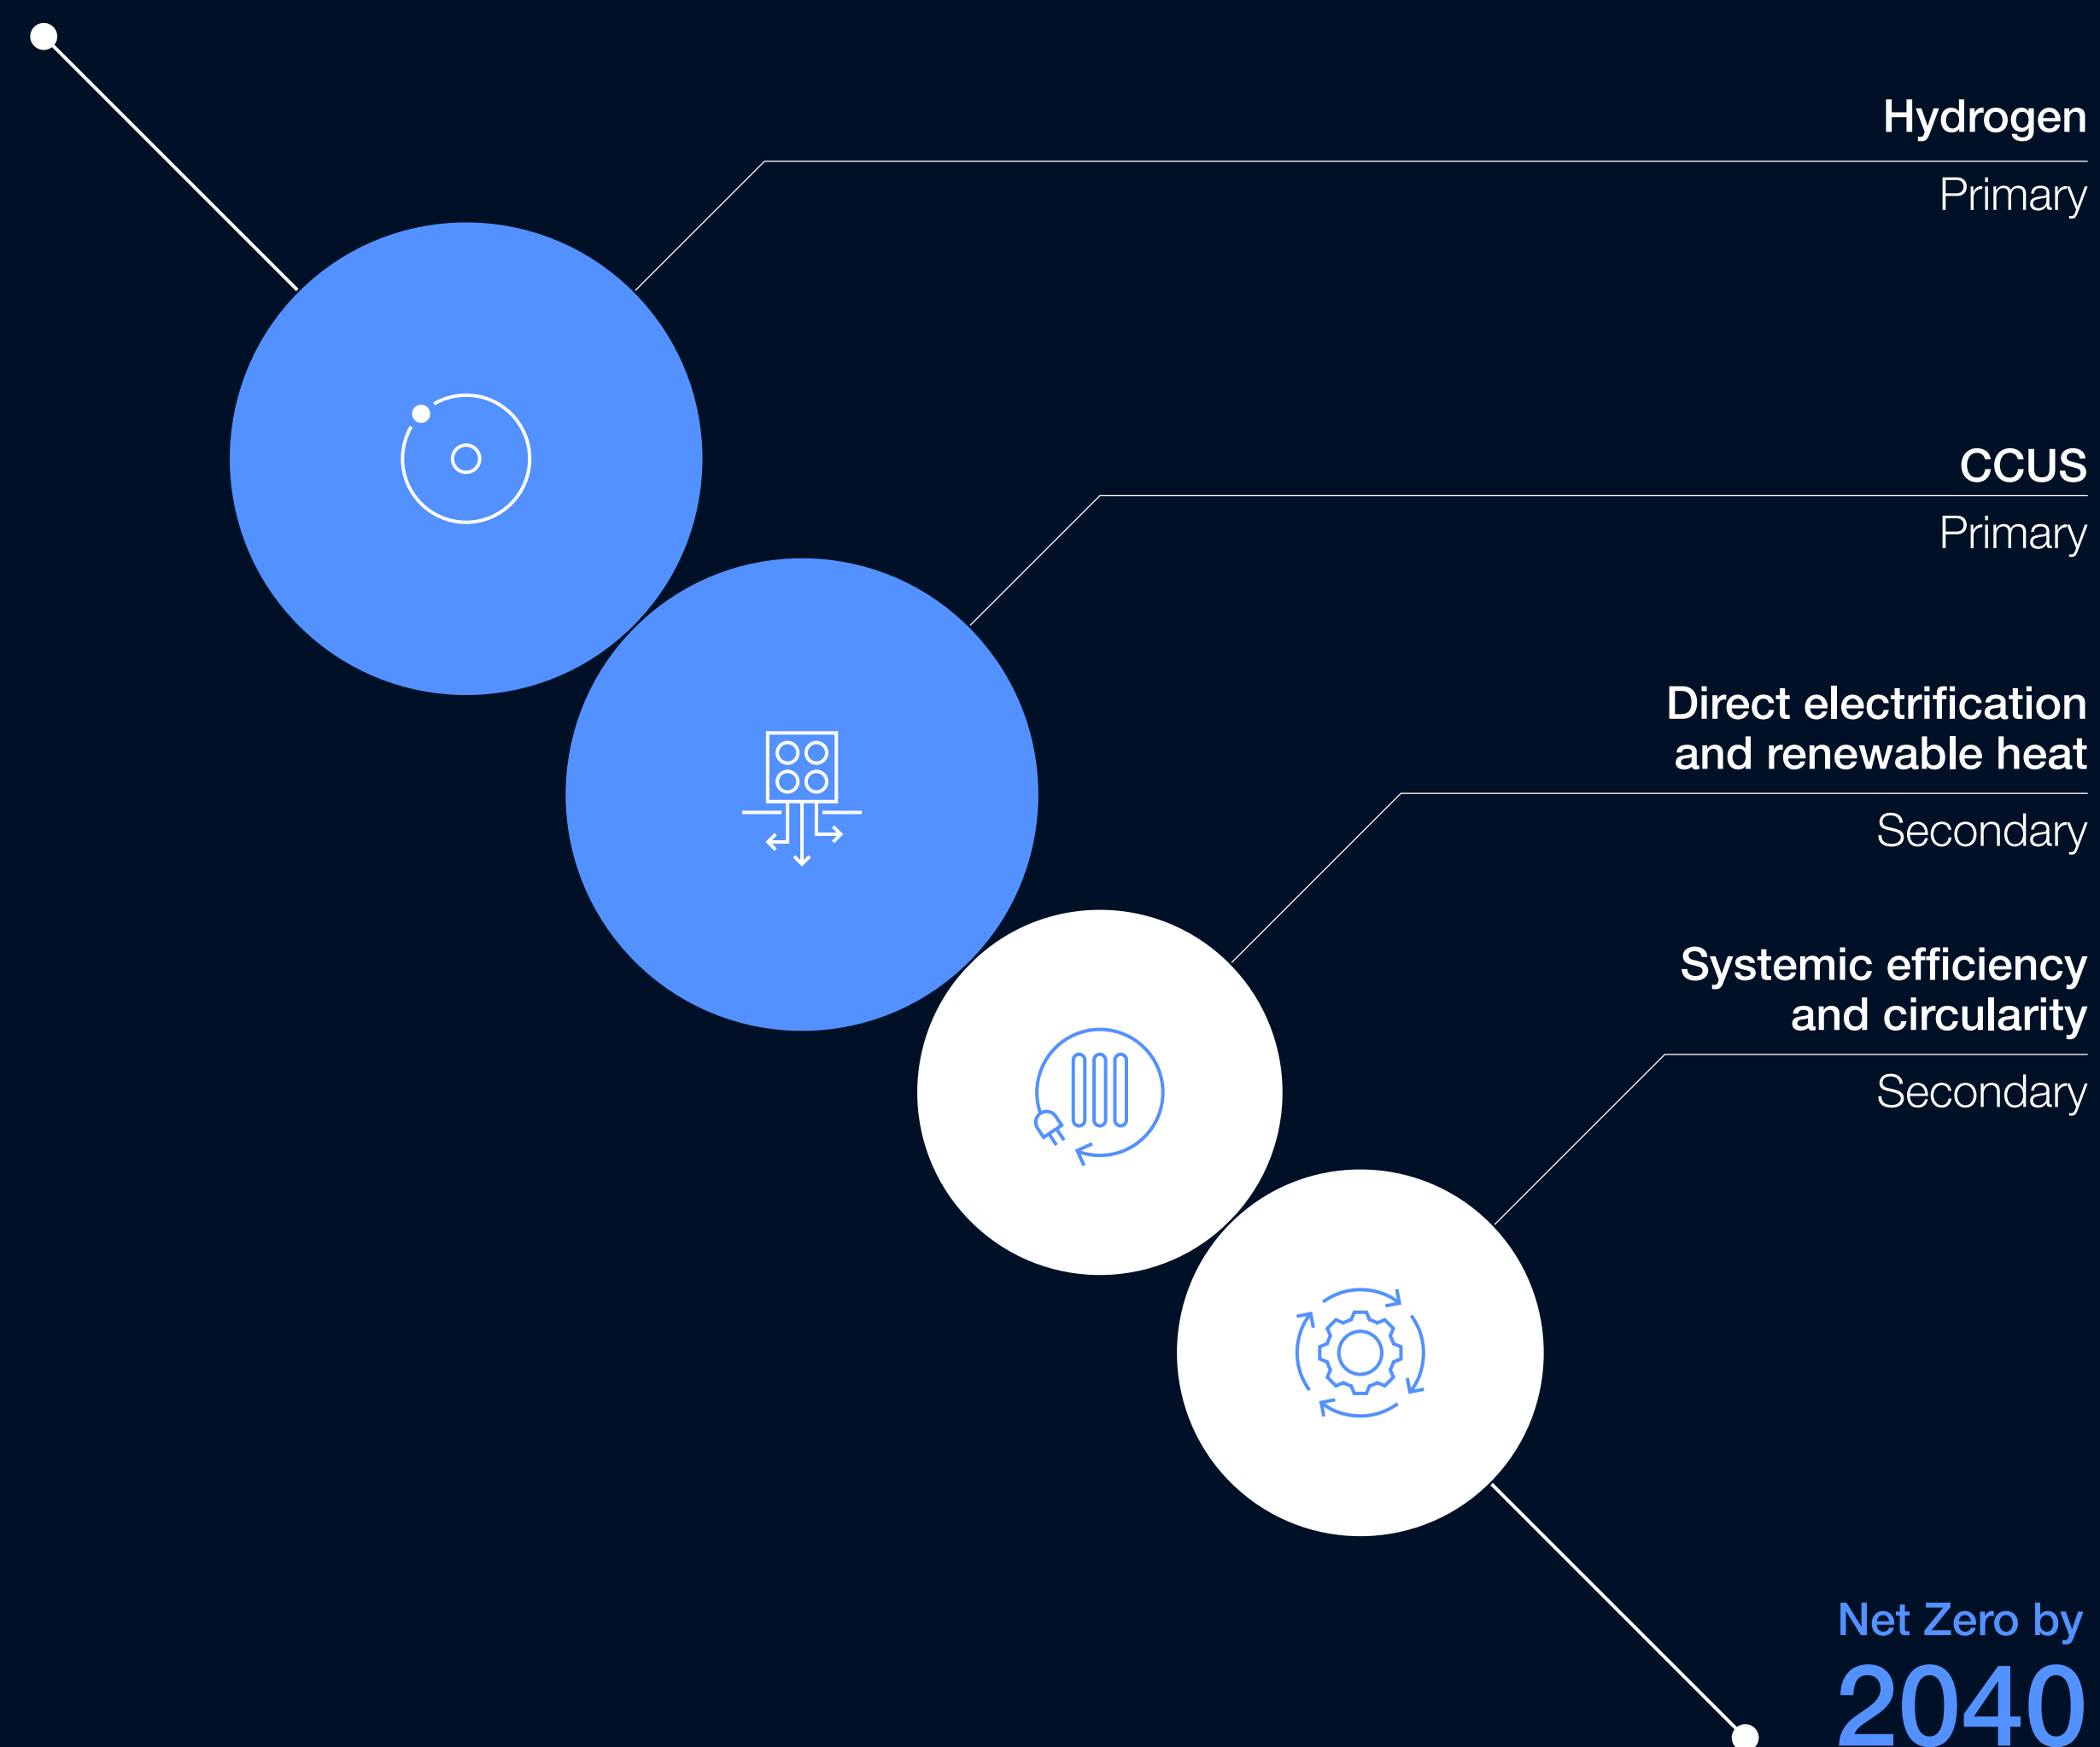 Hydrogen
Primary
CCUS
Primary
Direct electrification
and renewable heat
Secondary
Systemic efficiency
and circularity
Secondary
Net Zero by
2040